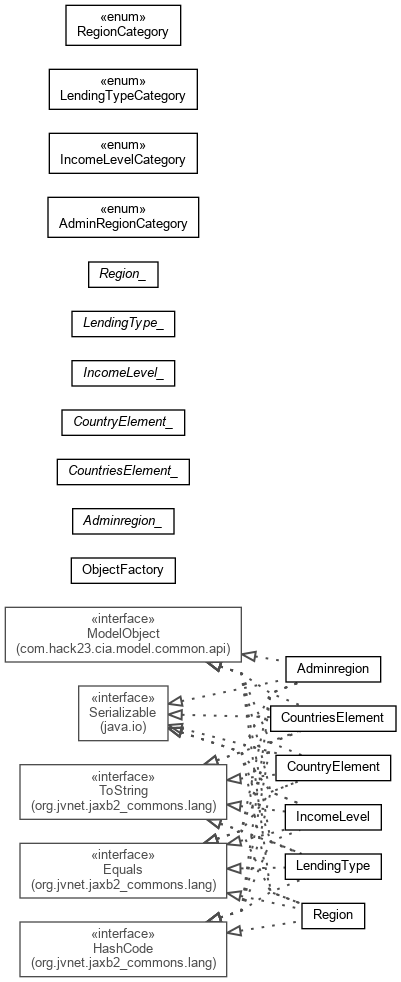 «enum»
RegionCategory
«enum»
LendingTypeCategory
«enum»
IncomeLevelCategory
«enum»
AdminRegionCategory
Region_
LendingType_
IncomeLevel_
CountryElement_
CountriesElement_
Adminregion_
ObjectFactory
«interface»
ModelObject
(com.hack23.cia.model.common.api)
Adminregion
«interface»
Serializable
(java.io)
CountriesElement
CountryElement
«interface»
ToString
(org.jvnet.jaxb2_commons.lang)
IncomeLevel
«interface»
Equals
(org.jvnet.jaxb2_commons.lang)
LendingType
Region
«interface»
HashCode
(org.jvnet.jaxb2_commons.lang)